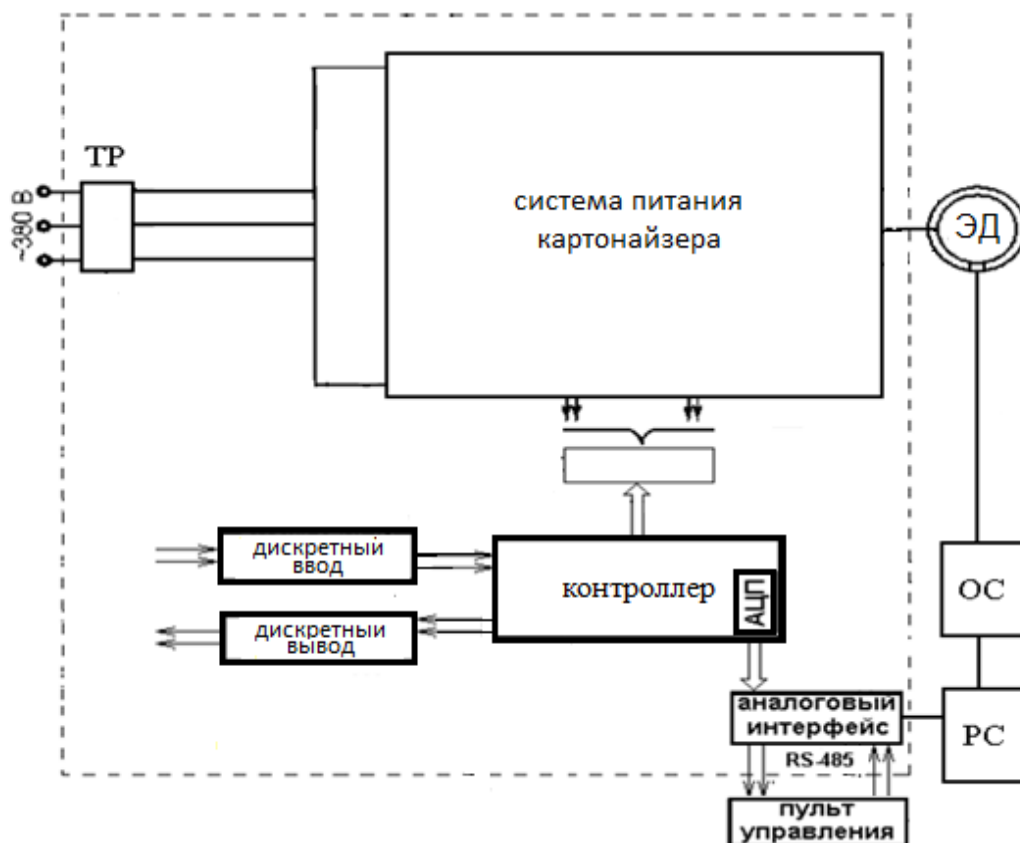 ТР
~380 В
система питания
картонайзера
ЭД
дискретный
ввод
контроллер
АЦП
ОС
дискретный
вывод
аналоговый
интерфейс
РС
RS-485
пульт
управления